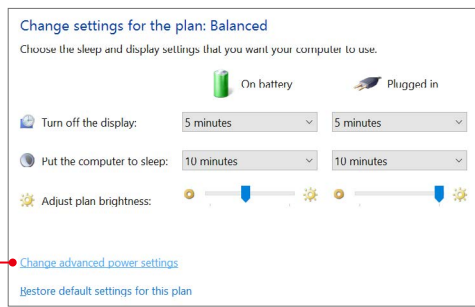 Change settings for the plan: Balanced
Choose the sleep and display settings that you want your computer to use.
On battery Plugged in
Turn off the display: 5 minutes 5 minutes
Put the computer to sleep: 10 minutes 10 minutes
Adjust plan brightness:
Change advanced power settings
Restore default settings for this plan